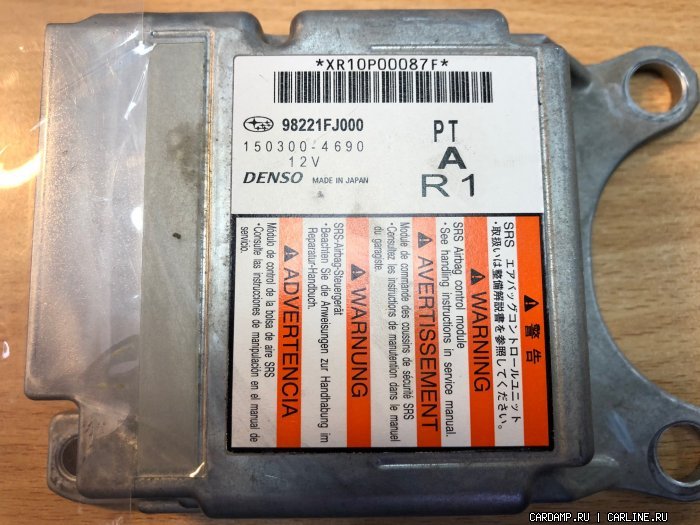 *XR10P00087F*
98221FJ000
150300-4690
12V
DENSO MADE IN JAPAN
PT
A
R1
警告
SRS エアバッグコントロールユニット
・取扱いは整備解説書を参照してください。
WARNING
SRS Airbag control module
・See handling instructions in service manual.
AVERTISSEMENT
Module de commande des coussins de sécurité SRS
・Consultez les instructions de manutention dans le manuel
du garagiste.
WARNUNG
SRS-Airbag-Steuergerät
・Beachten Sie die Anweisungen zur Handhabung im
Reparatur-Handbuch.
ADVERTENCIA
Módulo de control de la bolsa de aire SRS
・Consulte las instrucciones de manipulación en el manual de
servicio.
CARDAMP.RU | CARLINE.RU